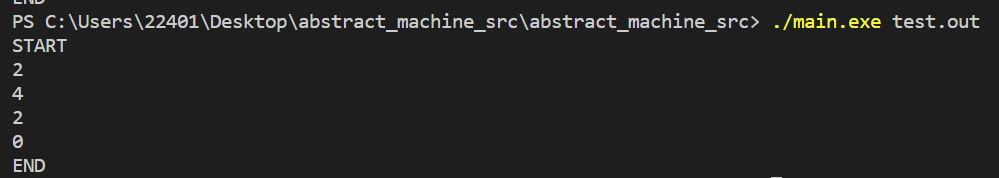 END
PS C:\Users\22401\Desktop\abstract_machine_src\abstract_machine_src> ./main.exe test.out
START
2
4
2
0
END